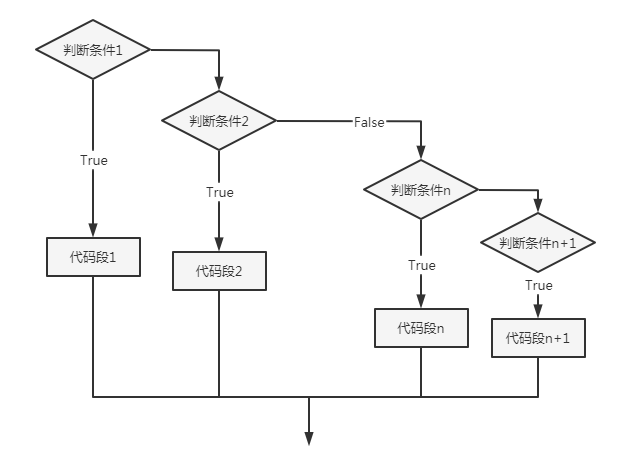 判断条件1
判断条件2
False
True
判断条件n
True
判断条件n+1
代码段1
代码段2
True
True
代码段n
代码段n+1